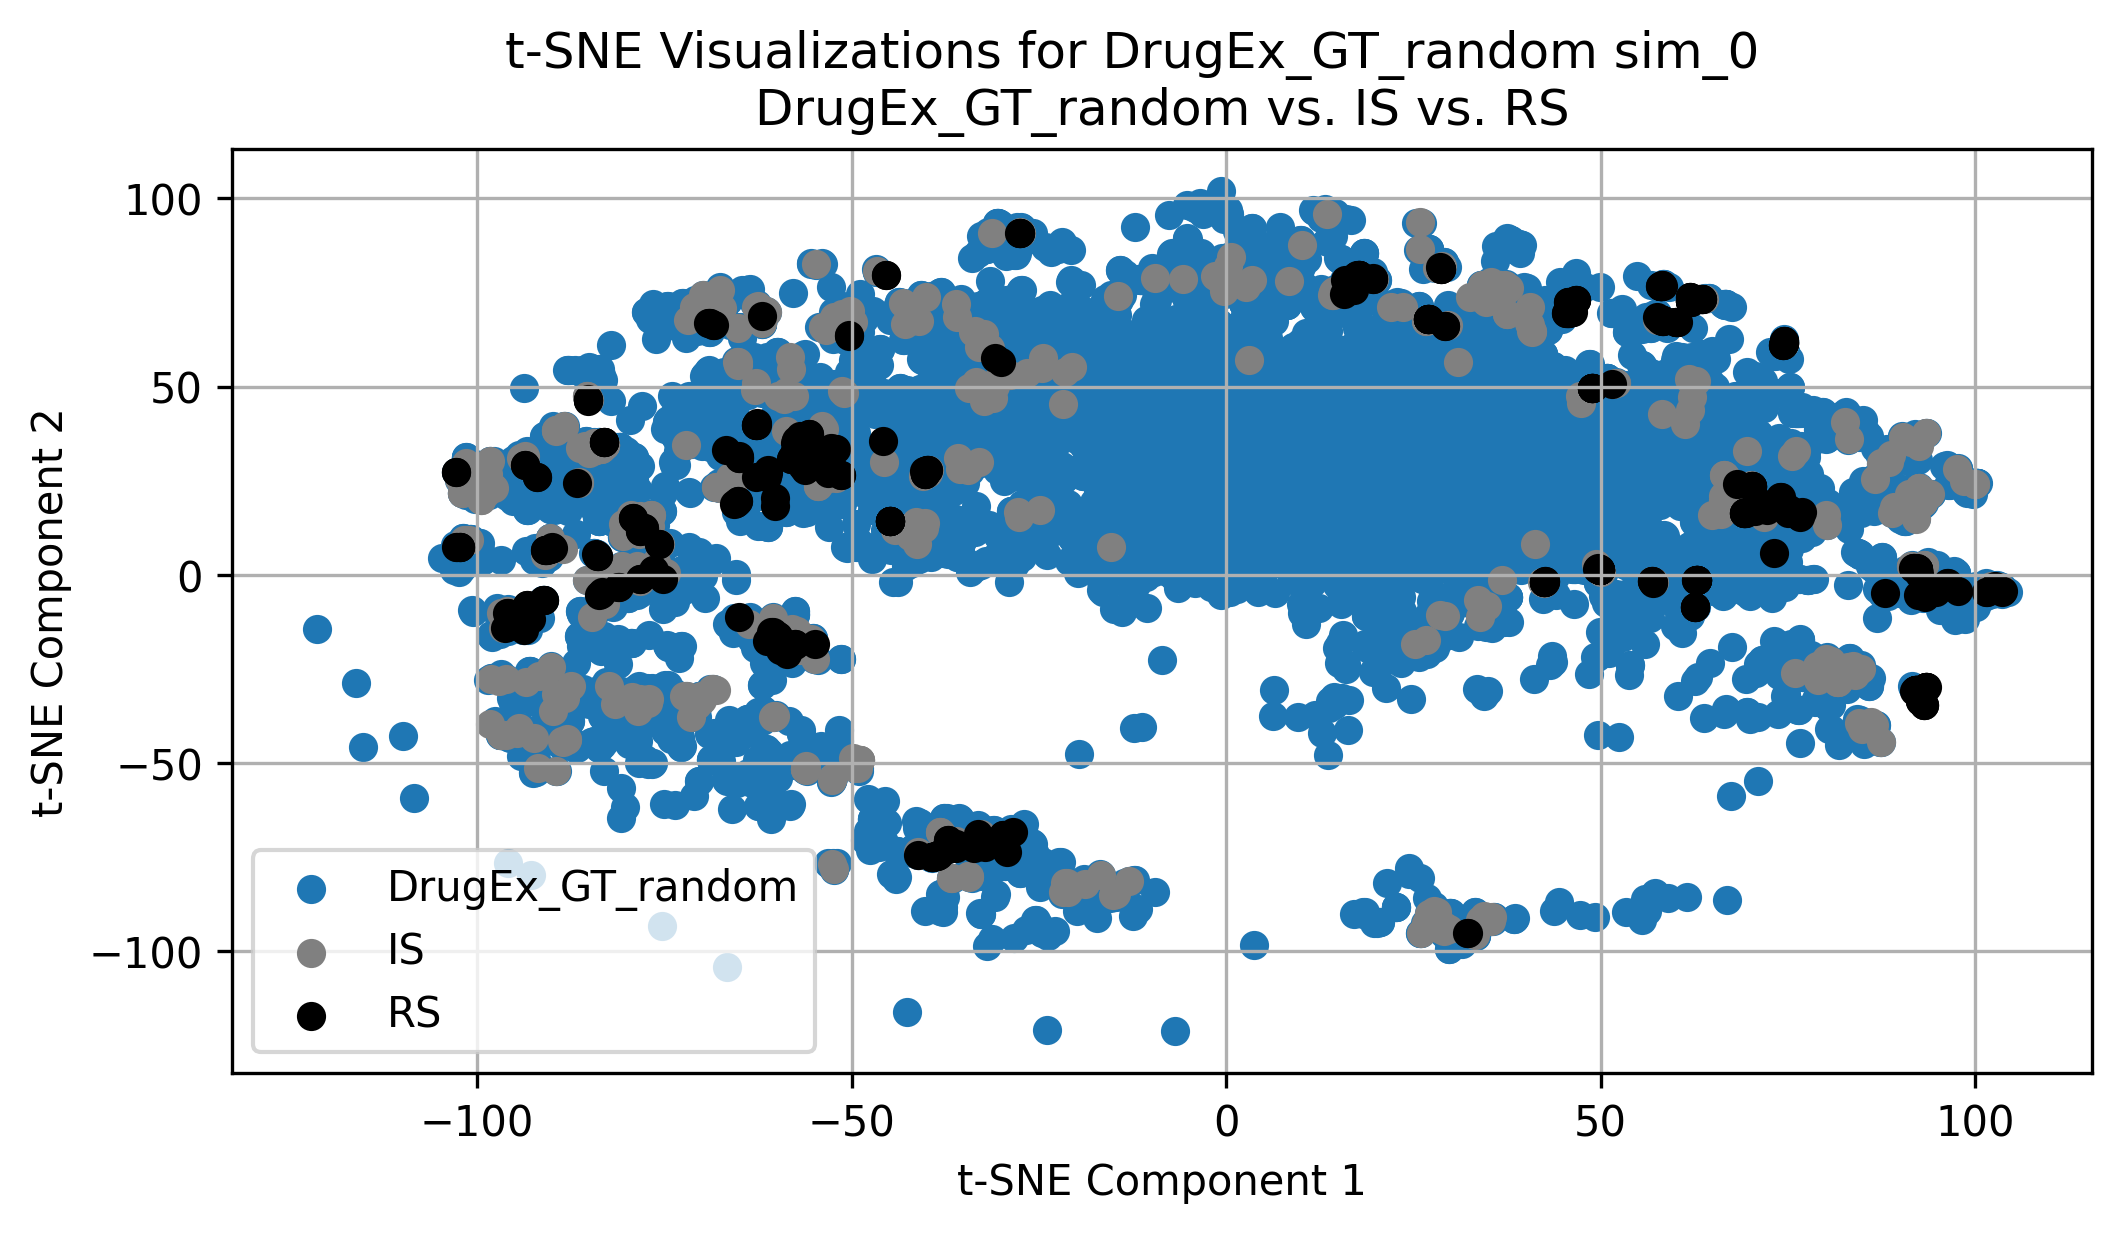 t-SNE Visualizations for DrugEx_GT_random sim_0
DrugEx_GT_random vs. IS vs. RS
t-SNE Component 2
100
50
0
−50
−100
DrugEx_GT_random
IS
RS
−100
−50
0
50
100
t-SNE Component 1